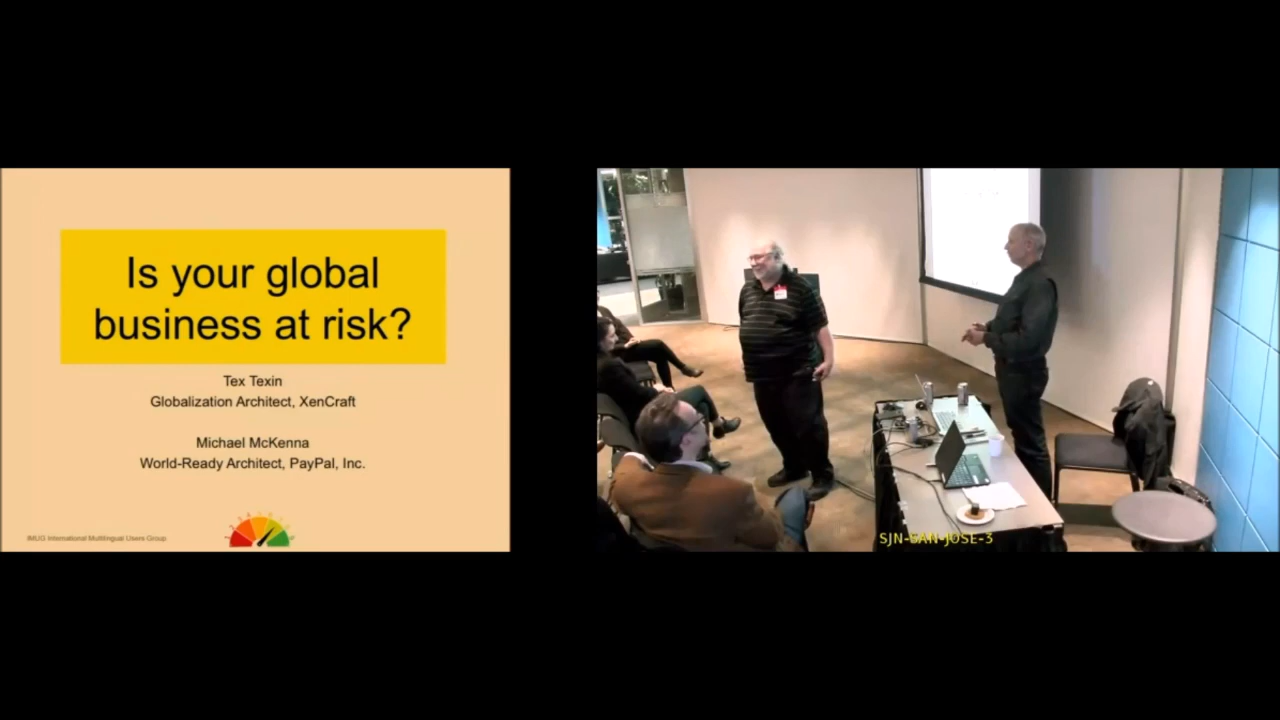 Is your global
business at risk?
Tex Texin
Globalization Architect, XenCraft
Michael McKenna
World-Ready Architect, PayPal, Inc.
IMUG International Multilingual Users Group
SJN-SAN-JOSE-3